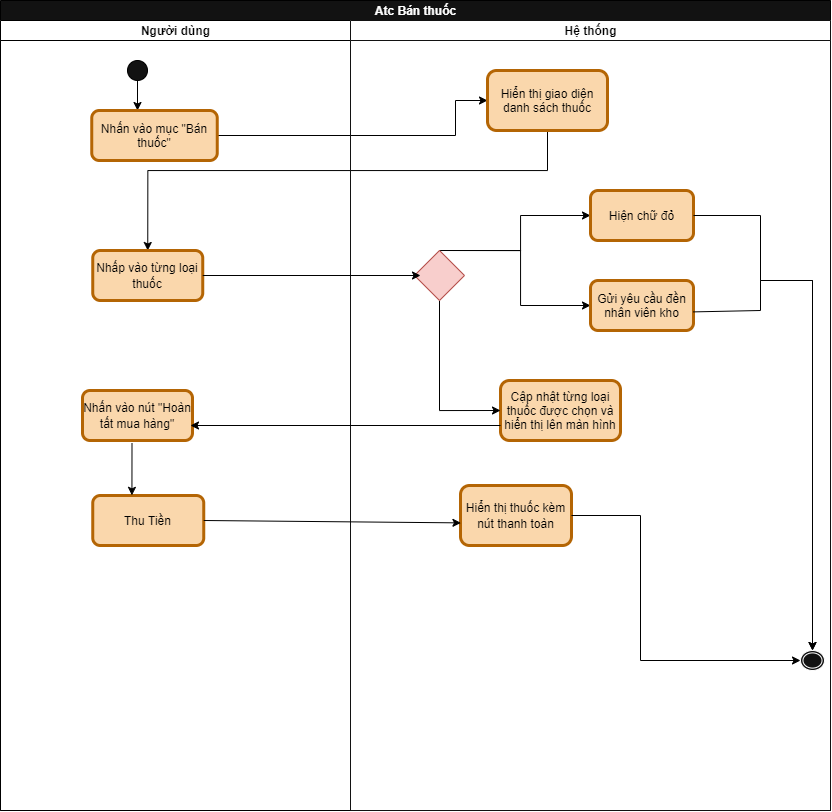 Atc Bán thuốc
Người dùng
Hệ thống
Nhấn vào mục "Bán
thuốc"
Hiển thị giao diện
danh sách thuốc
Nhấp vào từng loại
thuốc
Hiện chữ đỏ
Gửi yêu cầu đền
nhân viên kho
Nhấn vào nút "Hoàn
tất mua hàng"
Cập nhật từng loại
thuốc được chọn và
hiển thị lên màn hình
Thu Tiền
Hiển thị thuốc kèm
nút thanh toán